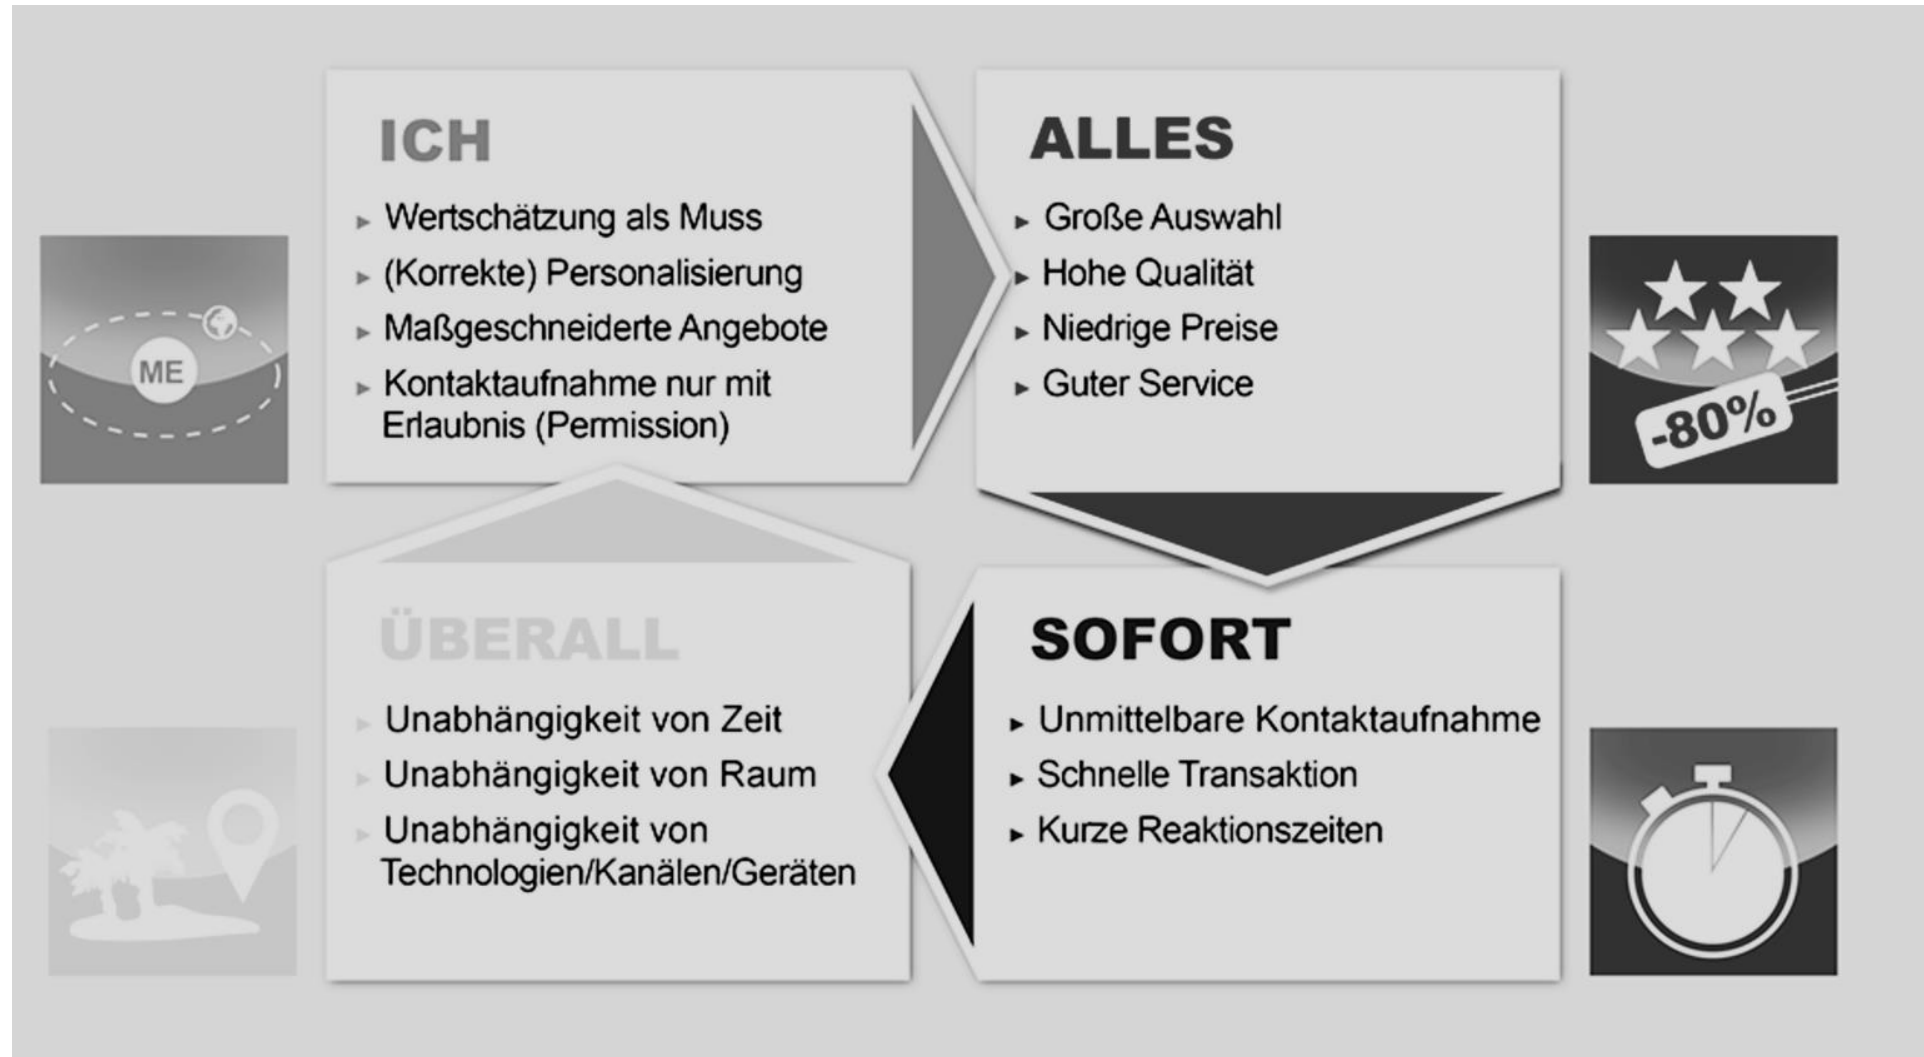 ICH
Wertschätzung als Muss
(Korrekte) Personalisierung
Maßgeschneiderte Angebote
Kontaktaufnahme nur mit
Erlaubnis (Permission)
ME
ALLES
Große Auswahl
Hohe Qualität
Niedrige Preise
Guter Service
-80%
SOFORT
Unmittelbare Kontaktaufnahme
Schnelle Transaktion
Kurze Reaktionszeiten
ÜBERALL
Unabhängigkeit von Zeit
Unabhängigkeit von Raum
Unabhängigkeit von
Technologien/Kanälen/Geräten